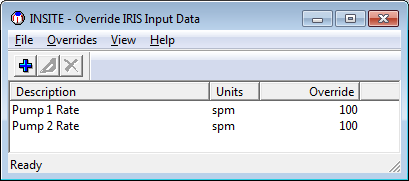 INSITE - Override IRIS Input Data
File Overrides View Help
Description Units Override
Pump 1 Rate spm 100
Pump 2 Rate spm 100
Ready